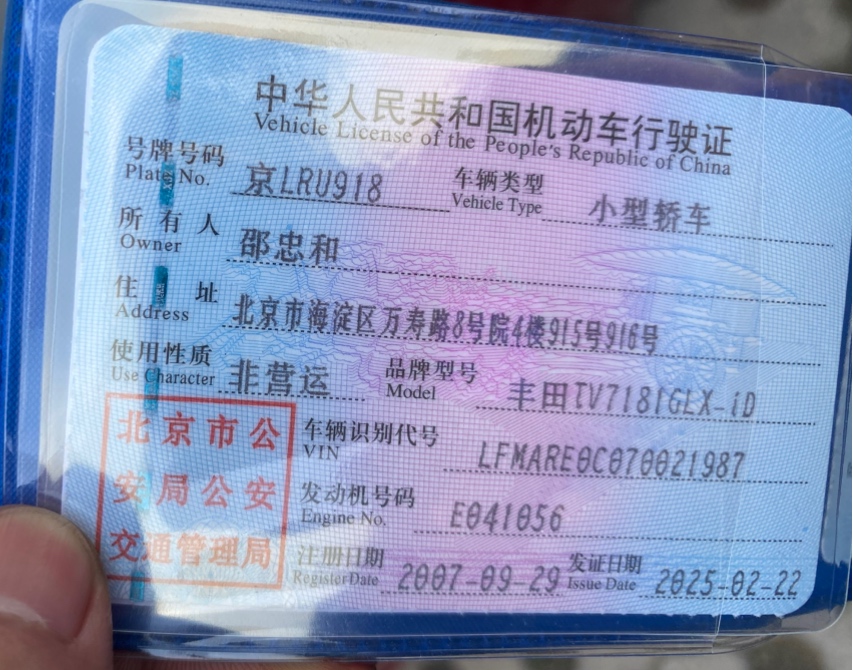 中华人民共和国机动车行驶证
Vehicle License of the People's Republic of China
号牌号码 京LRU918 车辆类型 小型轿车
Plate No. Vehicle Type
所有人 邵忠和
Owner
住址 北京市海淀区万寿路8号院4楼915号916号
Address
使用性质 非营运 品牌型号 丰田TV7181GLX-iD
Use Character Model
北京市公安局公安交通管理局
车辆识别代号 LFMARE0C070021987
VIN
发动机号码 E041056
Engine No.
注册日期 2007-09-29 发证日期 2025-02-22
Register Date Issue Date